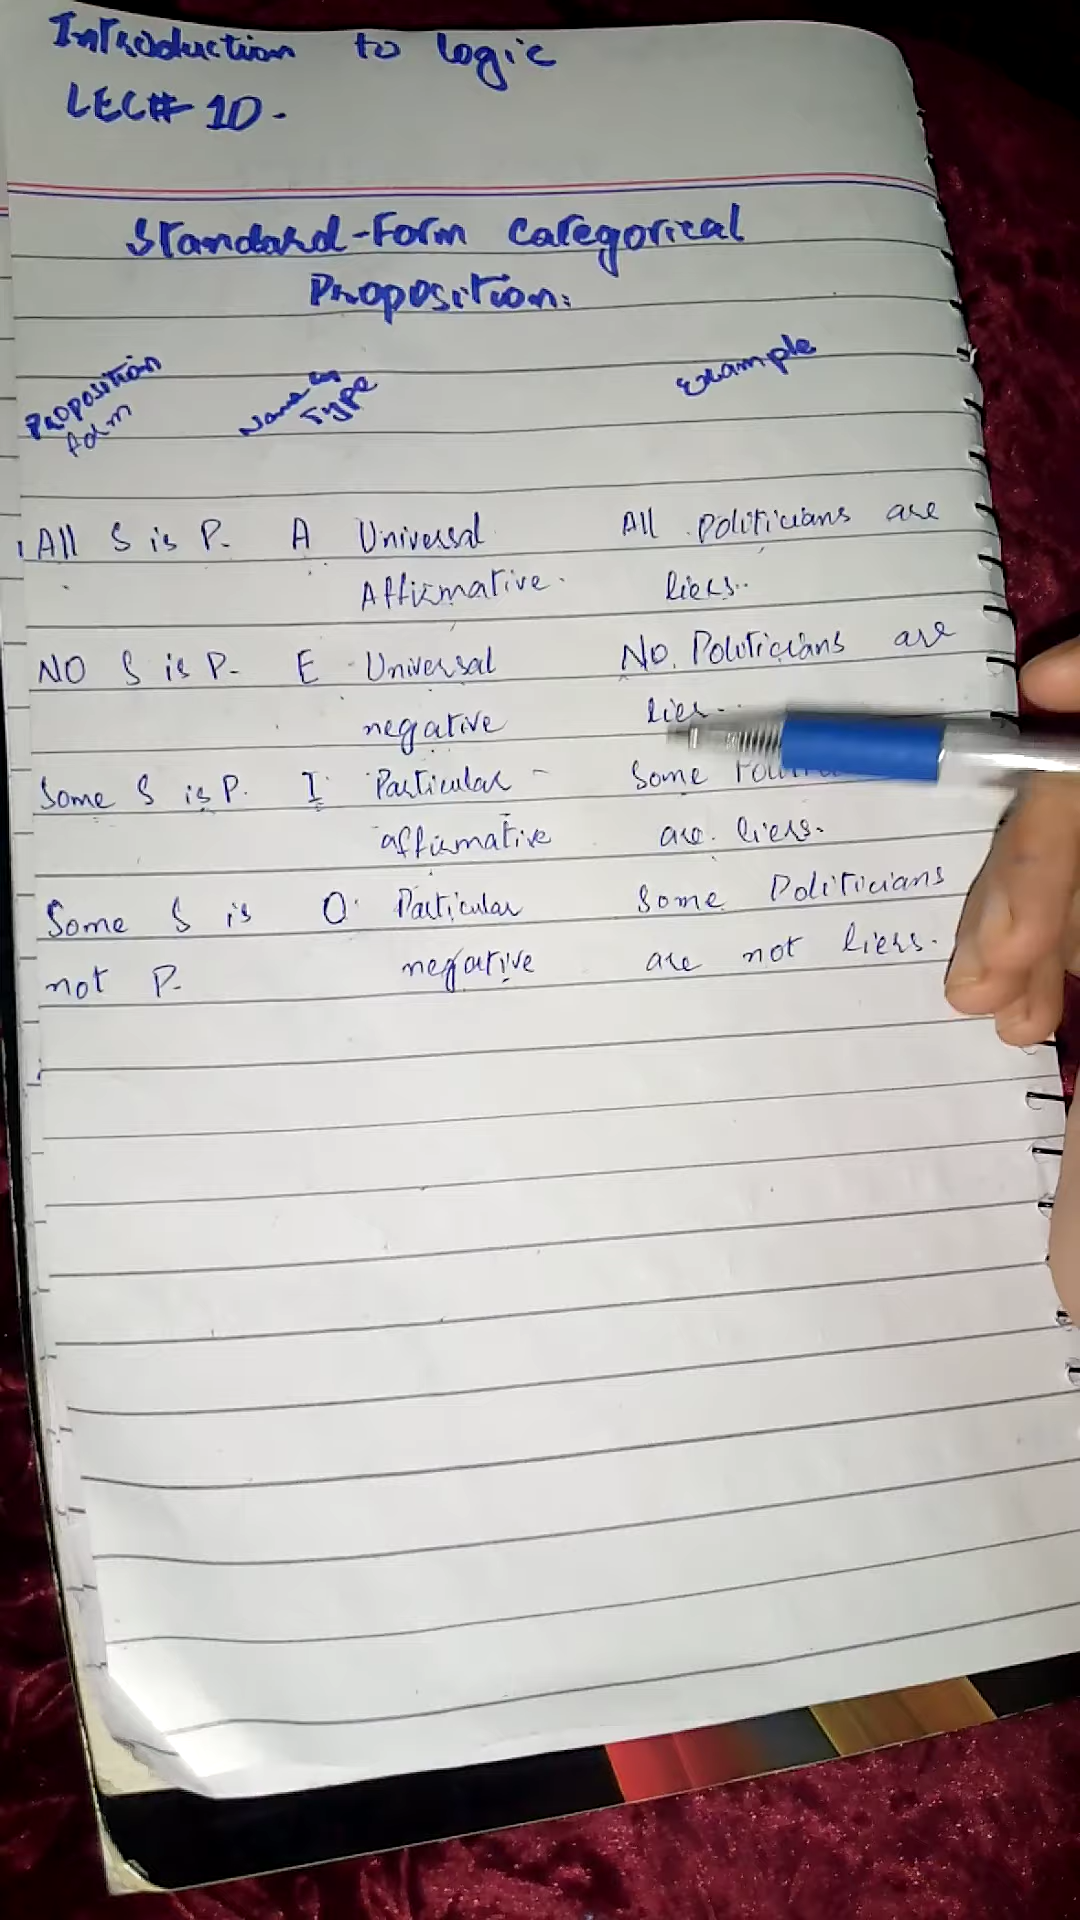 Introduction to logic
LEC# 10.
Standard-Form Categorical
Proposition:
Proposition form Name & Type Example
1 All S is P. A Universal All Politicians are
Affirmative. liers..
NO S is P. E Universal No. Politicians are
negative lier..
Some S is P. I Particular - Some
affirmative are. liers.
Some S is O. Particular Some Politicians
not P. negative are not liers.